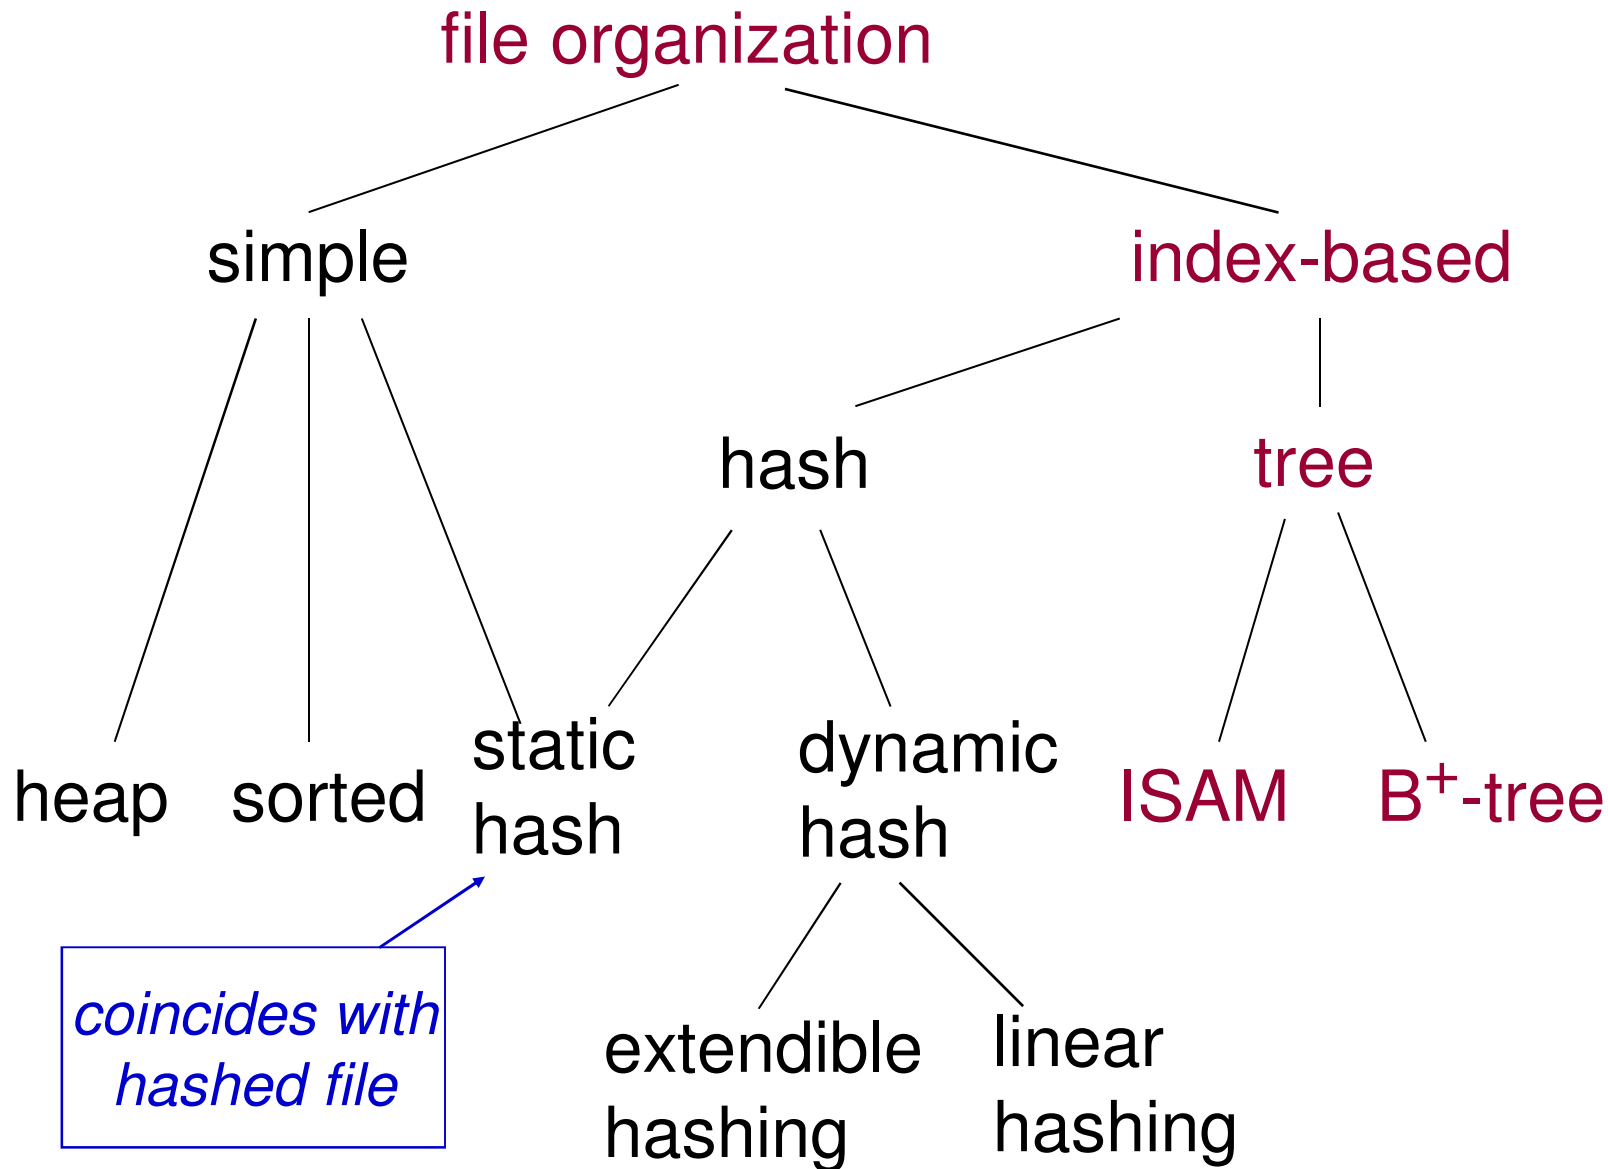 file organization
simple
index-based
hash
tree
heap
sorted
static
hash
dynamic
hash
ISAM
B⁺-tree
coincides with
hashed file
extendible
hashing
linear
hashing